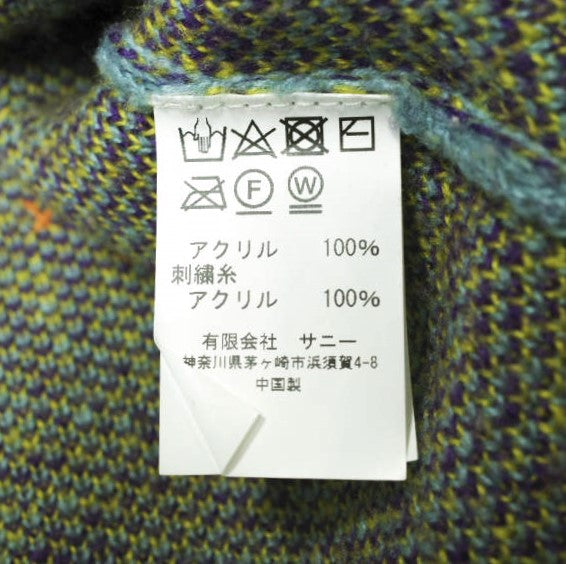 F W
アクリル 100%
刺繍糸
アクリル 100%
有限会社 サニー
神奈川県茅ヶ崎市浜須賀4-8
中国製